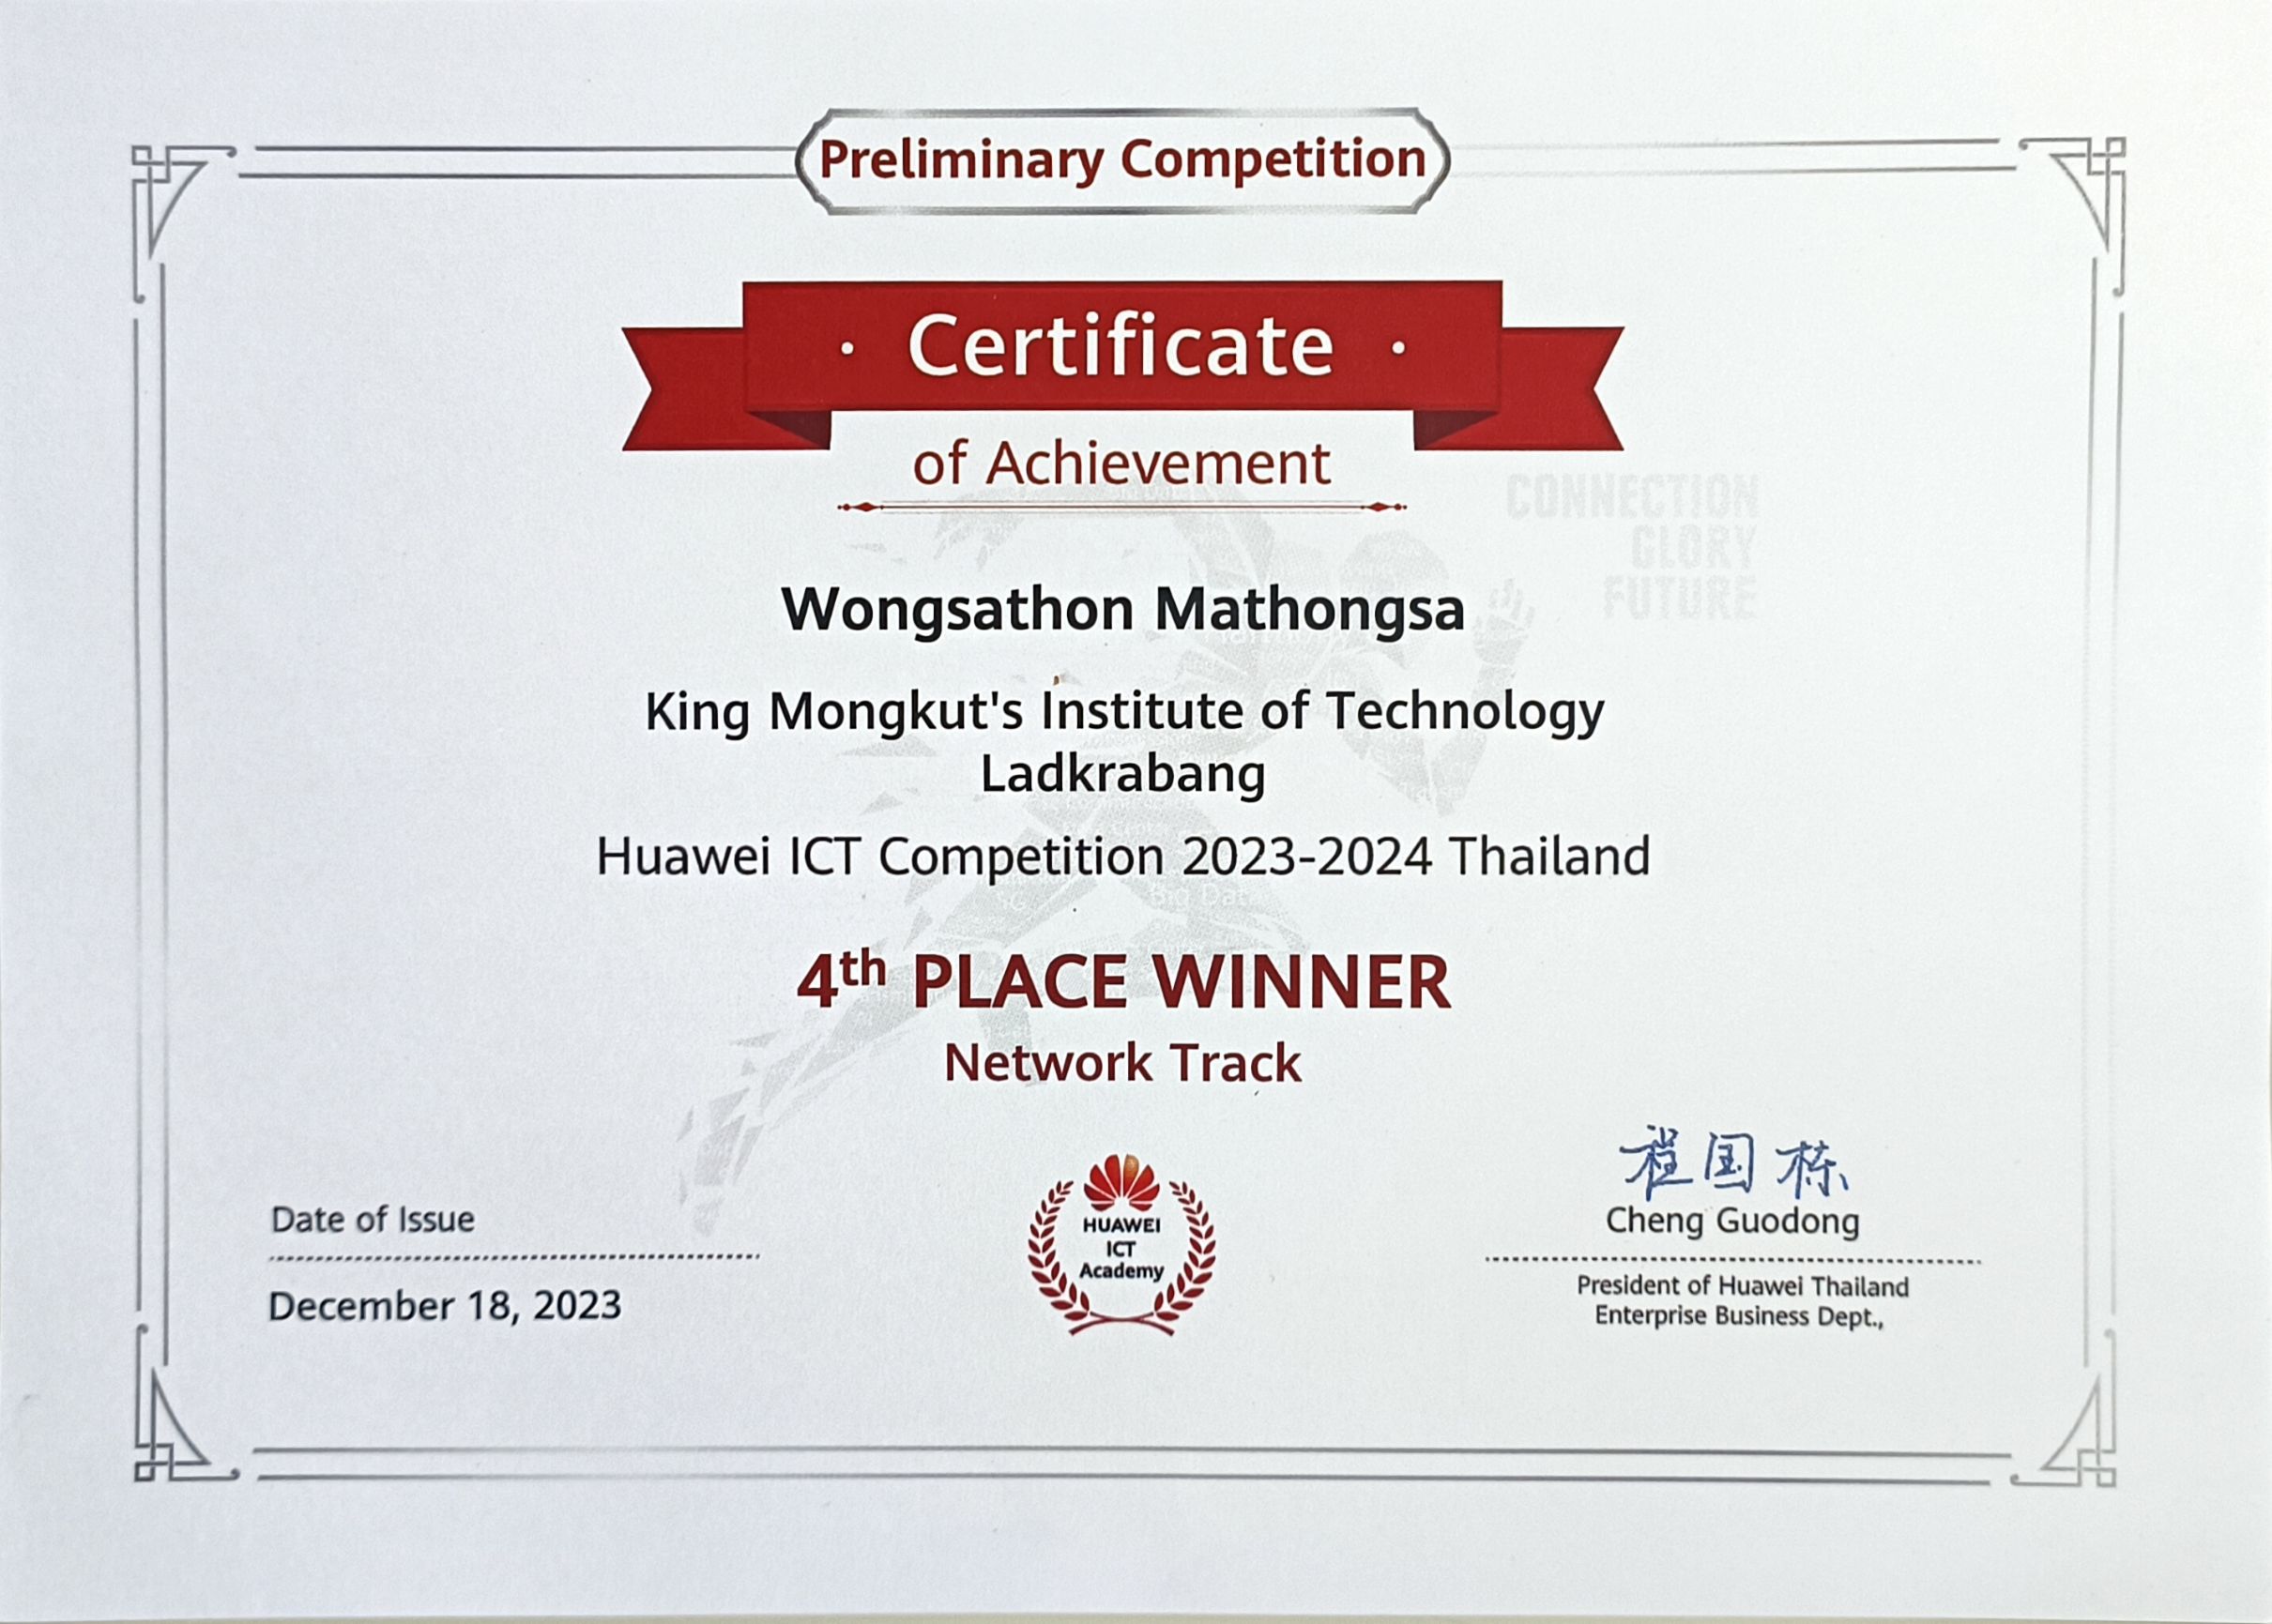 Preliminary Competition
· Certificate ·
of Achievement
CONNECTION
GLORY
FUTURE
Wongsathon Mathongsa
King Mongkut's Institute of Technology
Ladkrabang
Huawei ICT Competition 2023-2024 Thailand
4th PLACE WINNER
Network Track
程国栋
Cheng Guodong
President of Huawei Thailand
Enterprise Business Dept.,
HUAWEI
ICT
Academy
Date of Issue
December 18, 2023